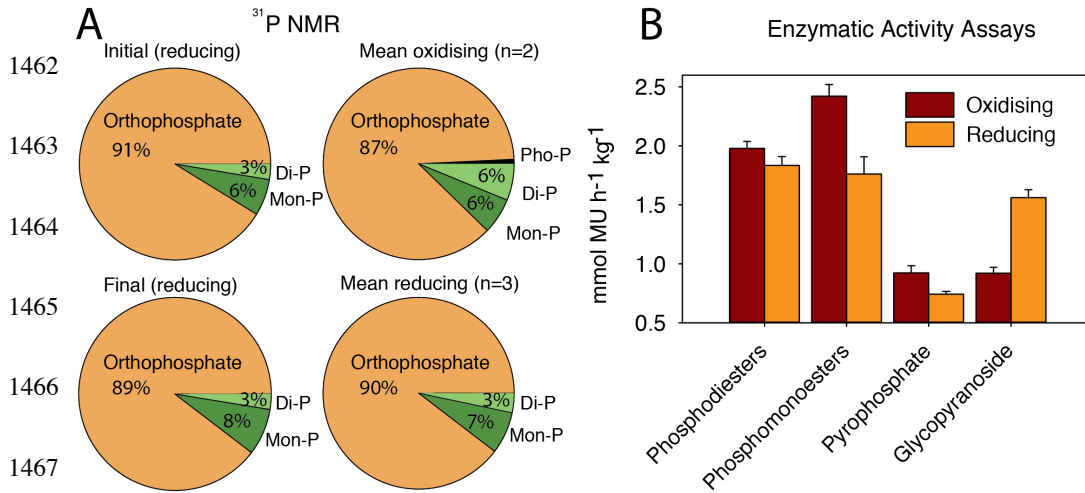 A
31P NMR
Initial (reducing)
Orthophosphate
91%
3%
Di-P
6%
Mon-P
Mean oxidising (n=2)
Orthophosphate
87%
Pho-P
6%
Di-P
6%
Mon-P
Final (reducing)
Orthophosphate
89%
3%
Di-P
8%
Mon-P
Mean reducing (n=3)
Orthophosphate
90%
3%
Di-P
7%
Mon-P
1462
1463
1464
1465
1466
1467
B
Enzymatic Activity Assays
Oxidising
Reducing
mmol MU h-1 kg-1
2.5
2.0
1.5
1.0
0.5
Phosphodiesters
Phosphomonoesters
Pyrophosphate
Glycopyranoside